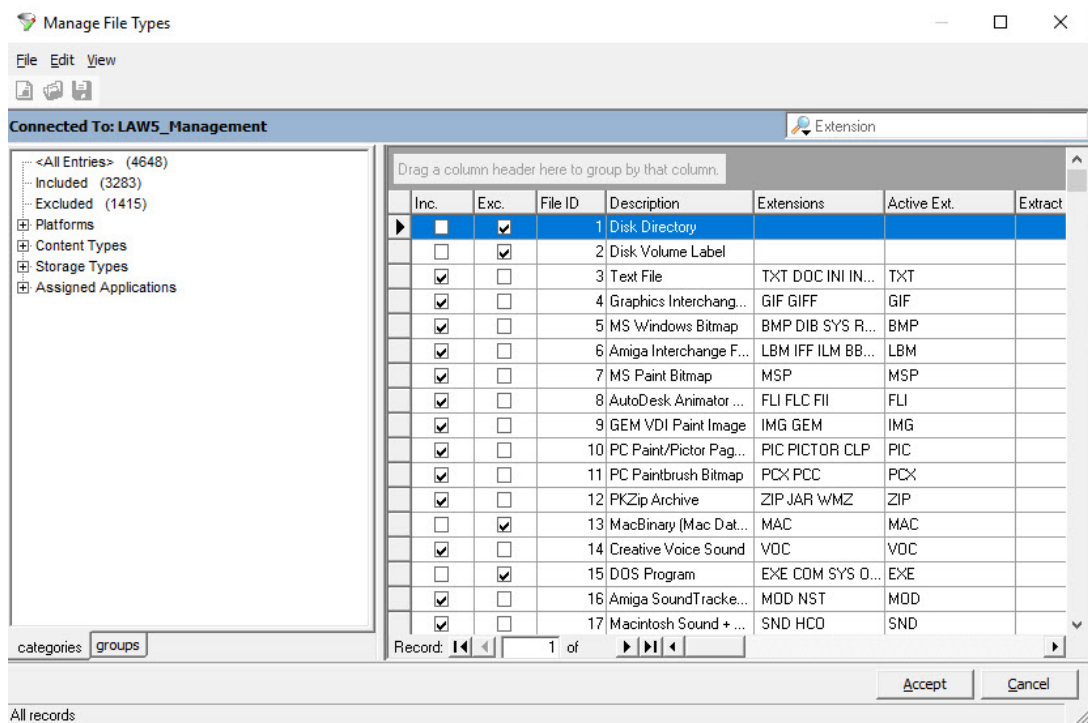 Manage File Types
File Edit View
Connected To: LAW5_Management
Extension
<All Entries> (4648)
Included (3283)
Excluded (1415)
Platforms
Content Types
Storage Types
Assigned Applications
categories groups
Drag a column header here to group by that column.
Inc. Exc. File ID Description Extensions Active Ext. Extract
1 Disk Directory
2 Disk Volume Label
3 Text File TXT DOC INI IN... TXT
4 Graphics Interchang... GIF GIFF GIF
5 MS Windows Bitmap BMP DIB SYS R... BMP
6 Amiga Interchange F... LBM IFF ILM BB... LBM
7 MS Paint Bitmap MSP MSP
8 AutoDesk Animator ... FLI FLC FII FLI
9 GEM VDI Paint Image IMG GEM IMG
10 PC Paint/Pictor Pag... PIC PICTOR CLP PIC
11 PC Paintbrush Bitmap PCX PCC PCX
12 PKZip Archive ZIP JAR WMZ ZIP
13 MacBinary (Mac Dat... MAC MAC
14 Creative Voice Sound VOC VOC
15 DOS Program EXE COM SYS O... EXE
16 Amiga SoundTracke... MOD NST MOD
17 Macintosh Sound + ... SND HCO SND
Record: 1 of
Accept Cancel
All records